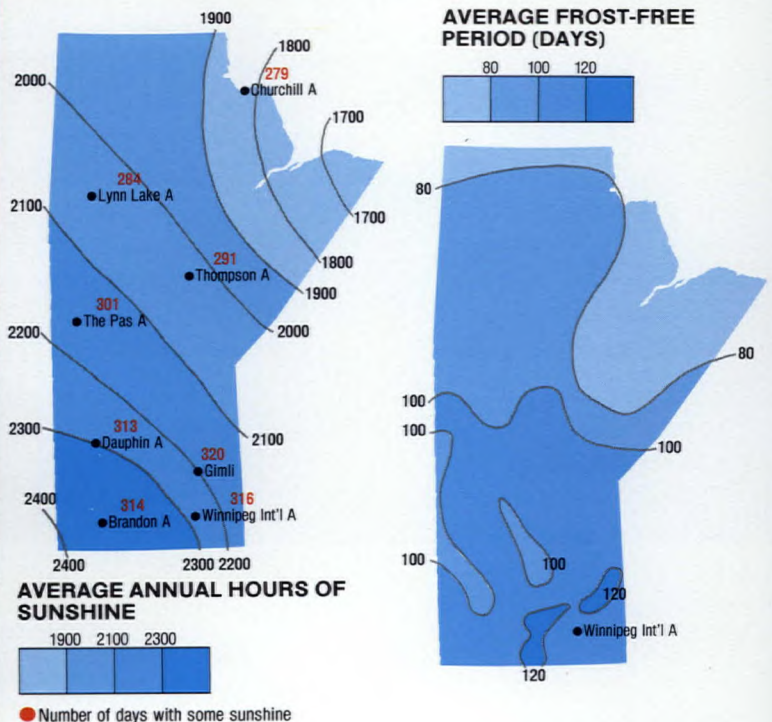 1900
1800
279
Churchill A
2000
1700
284
Lynn Lake A
2100
1700
291
Thompson A
1800
1900
301
The Pas A
2000
2200
2300
313
Dauphin A
2100
320
Gimli
2400
314
Brandon A
316
Winnipeg Int'l A
2400
2300 2200
AVERAGE ANNUAL HOURS OF
SUNSHINE
1900 2100 2300
Number of days with some sunshine
AVERAGE FROST-FREE
PERIOD (DAYS)
80 100 120
80
80
100
100
100
100
100
120
Winnipeg Int'l A
120